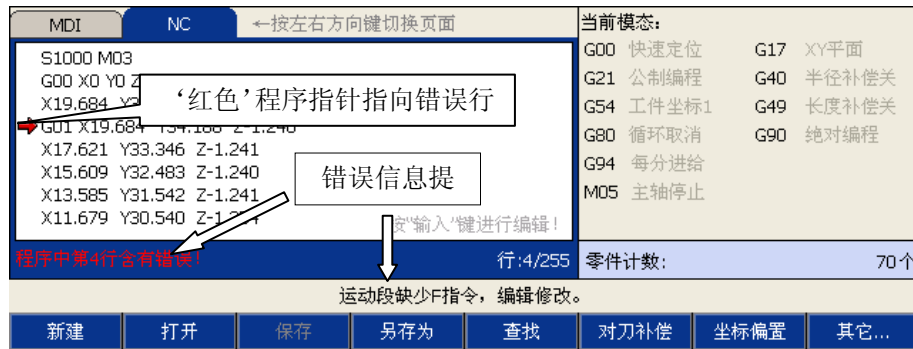 MDI NC ←按左右方向键切换页面
S1000 M03
G00 X0 Y0 Z
X19.684 Y3
G01 X19.684 Y34.188 Z-1.240
X17.621 Y33.346 Z-1.241
X15.609 Y32.483 Z-1.240
X13.585 Y31.542 Z-1.241
X11.679 Y30.540
按"输入"键进行编辑!
‘红色’程序指针指向错误行
错误信息提
程序中第4行含有错误!
行:4/255
当前模态:
G00 快速定位 G17 XY平面
G21 公制编程 G40 半径补偿关
G54 工件坐标1 G49 长度补偿关
G80 循环取消 G90 绝对编程
G94 每分进给
M05 主轴停止
零件计数: 70个
运动段缺少F指令，编辑修改。
新建 打开 保存 另存为 查找 对刀补偿 坐标偏置 其它...